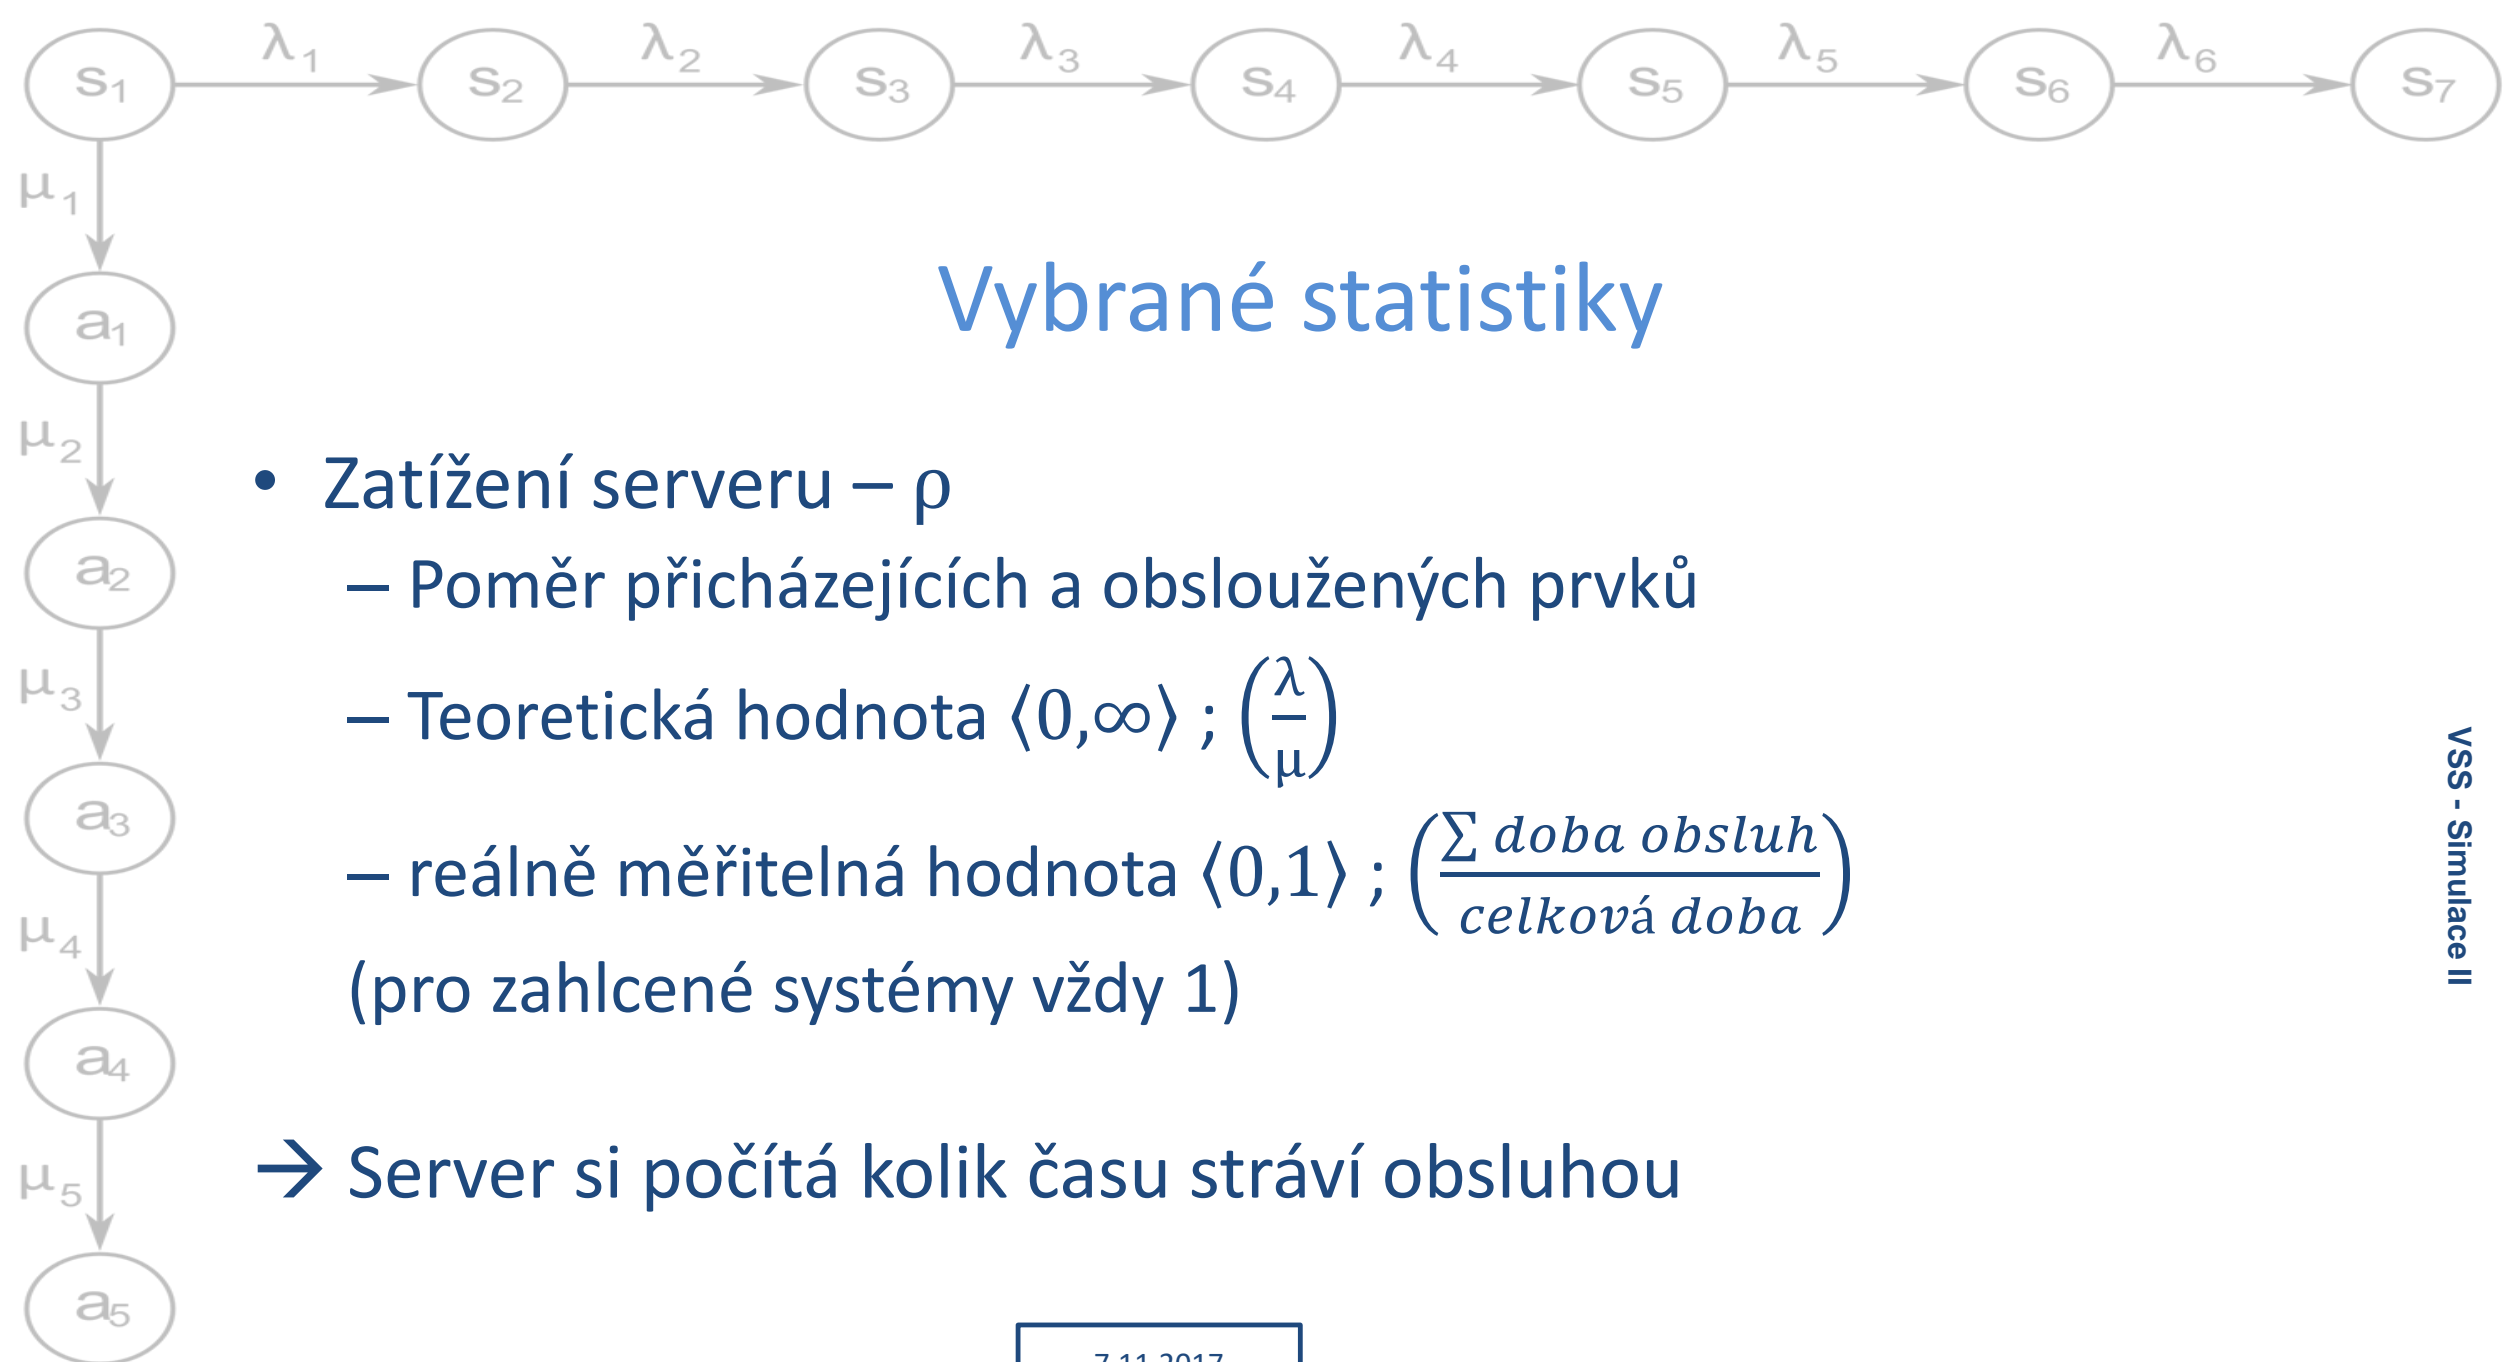 s1 λ1 s2 λ2 s3 λ3 s4 λ4 s5 λ5 s6 λ6 s7
μ1
a1
μ2
a2
μ3
a3
μ4
a4
μ5
a5
Vybrané statistiky
• Zatížení serveru – ρ
– Poměr přicházejících a obsloužených prvků
– Teoretická hodnota ⟨0,∞⟩ ; (λ/μ)
– reálně měřitelná hodnota ⟨0,1⟩ ; (∑ doba obsluh / celková doba)
(pro zahlcené systémy vždy 1)
→ Server si počítá kolik času stráví obsluhou
VSS - Simulace II
7.11.2017